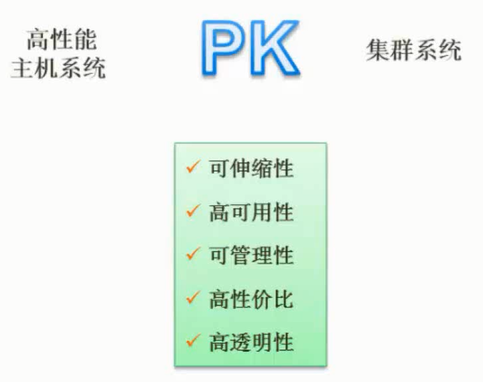 高性能
主机系统
PK
集群系统
可伸缩性
高可用性
可管理性
高性价比
高透明性